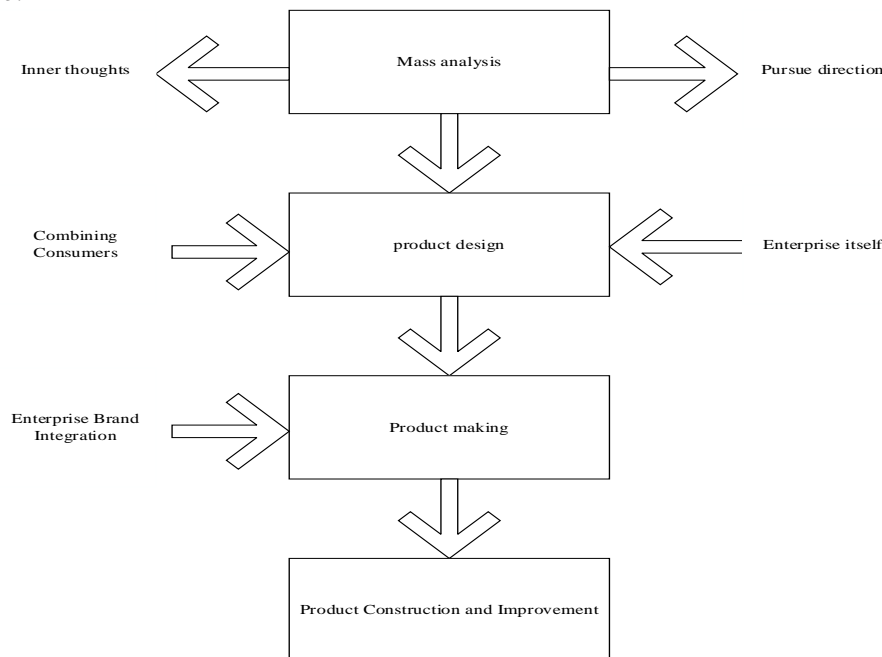 Inner thoughts
Mass analysis
Pursue direction
Combining
Consumers
product design
Enterprise itself
Enterprise Brand
Integration
Product making
Product Construction and Improvement